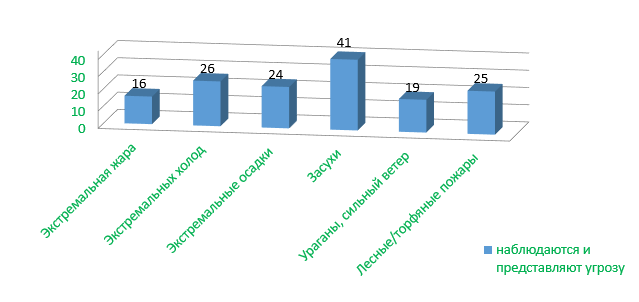 41
26
24
25
16
19
40
30
20
10
0
Экстремальная жара
Экстремальных холод
Экстремальные осадки
Засухи
Ураганы, сильный ветер
Лесные/торфяные пожары
наблюдаются и
представляют угрозу